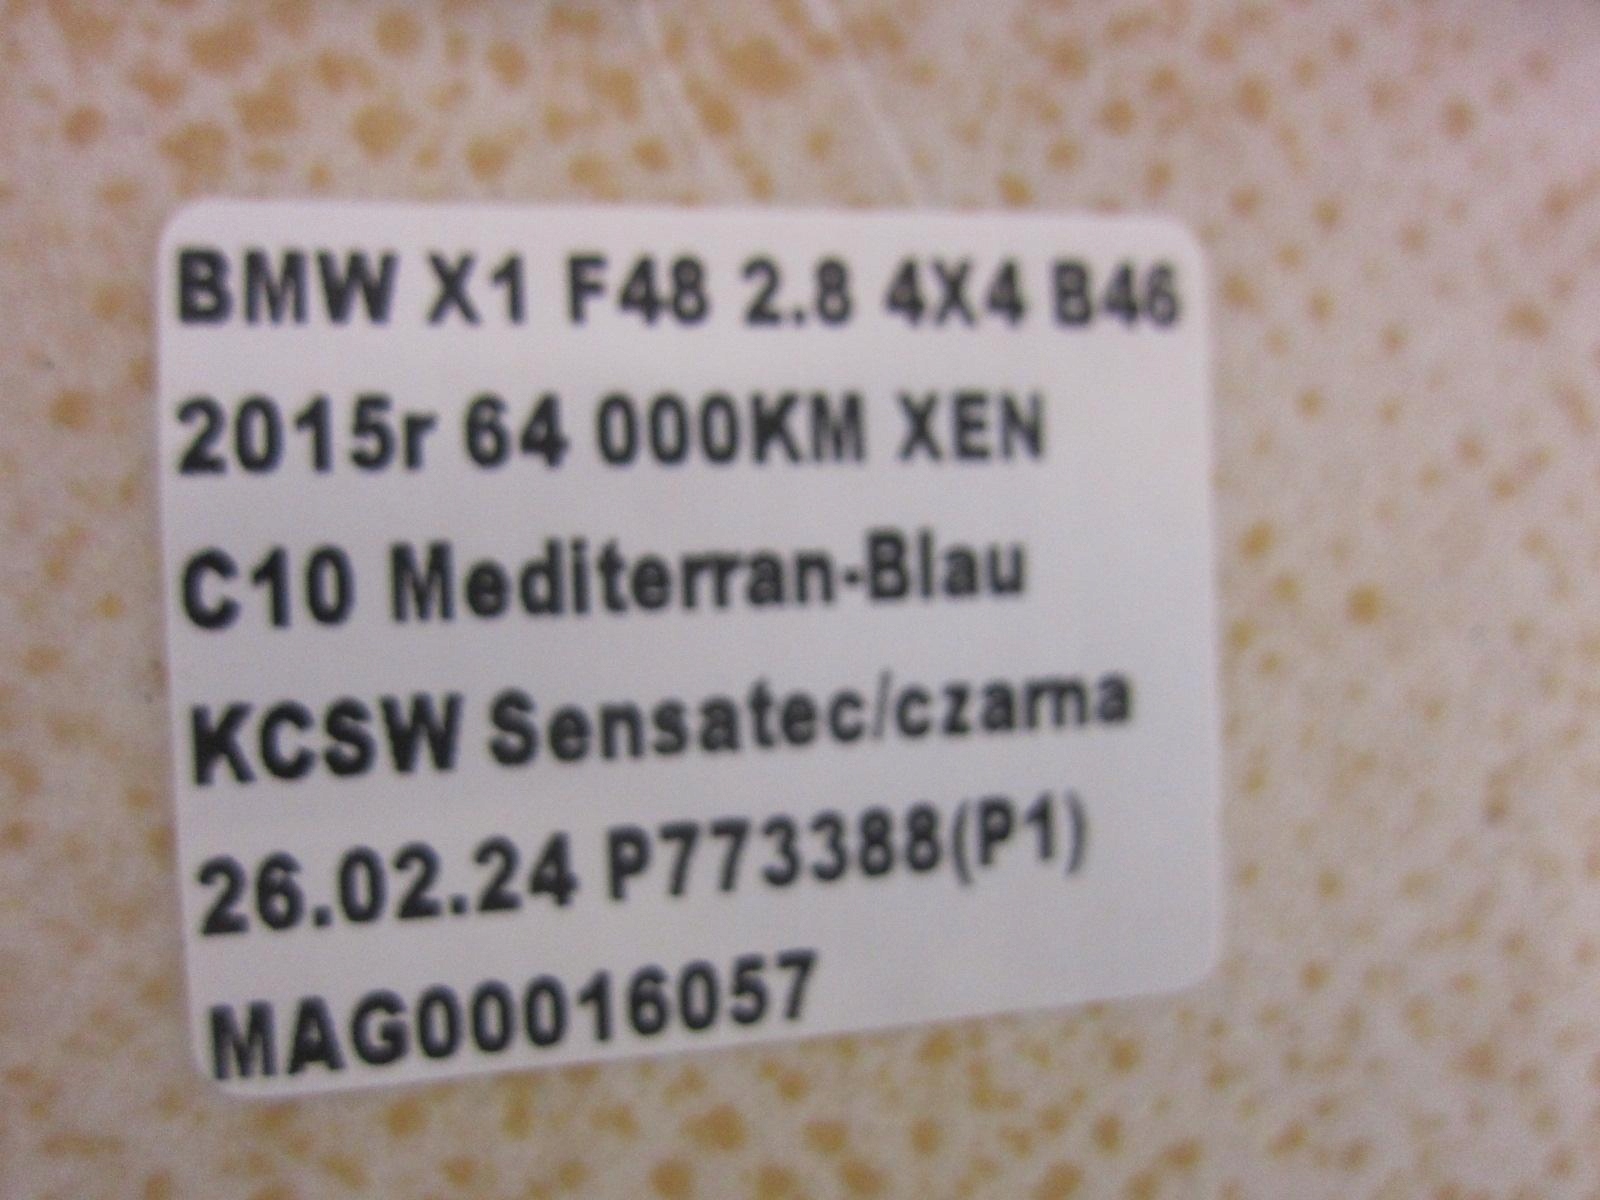 BMW X1 F48 2.8 4X4 B46
2015r 64 000KM XEN
C10 Mediterran-Blau
KCSW Sensatec/czarna
26.02.24 P773388(P1)
MAG00016057